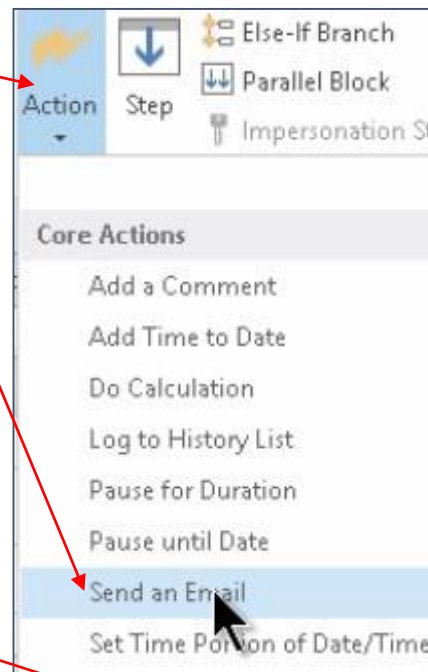 Else-If Branch
Parallel Block
Action
Step
Impersonation St
Core Actions
Add a Comment
Add Time to Date
Do Calculation
Log to History List
Pause for Duration
Pause until Date
Send an Email
Set Time Portion of Date/Time